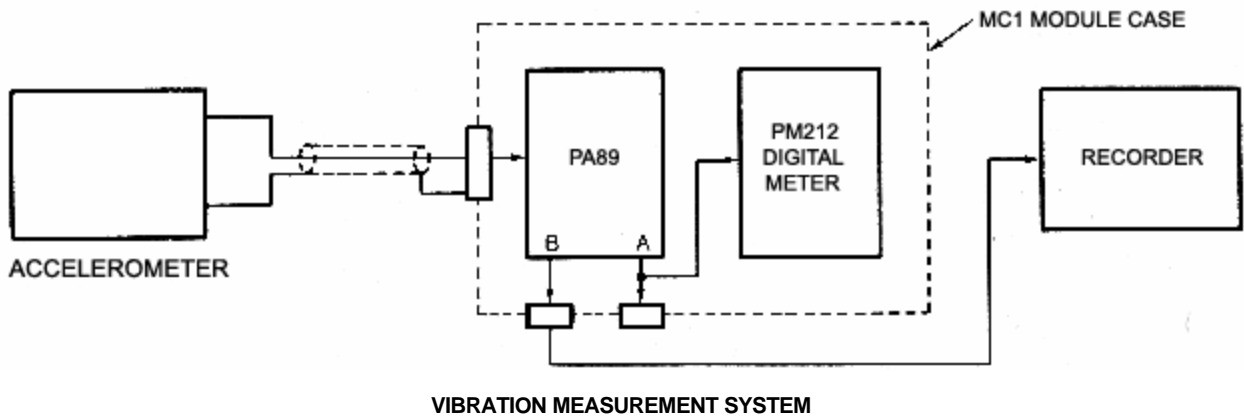 MC1 MODULE CASE
ACCELEROMETER
PA89
B
A
PM212
DIGITAL
METER
RECORDER
VIBRATION MEASUREMENT SYSTEM